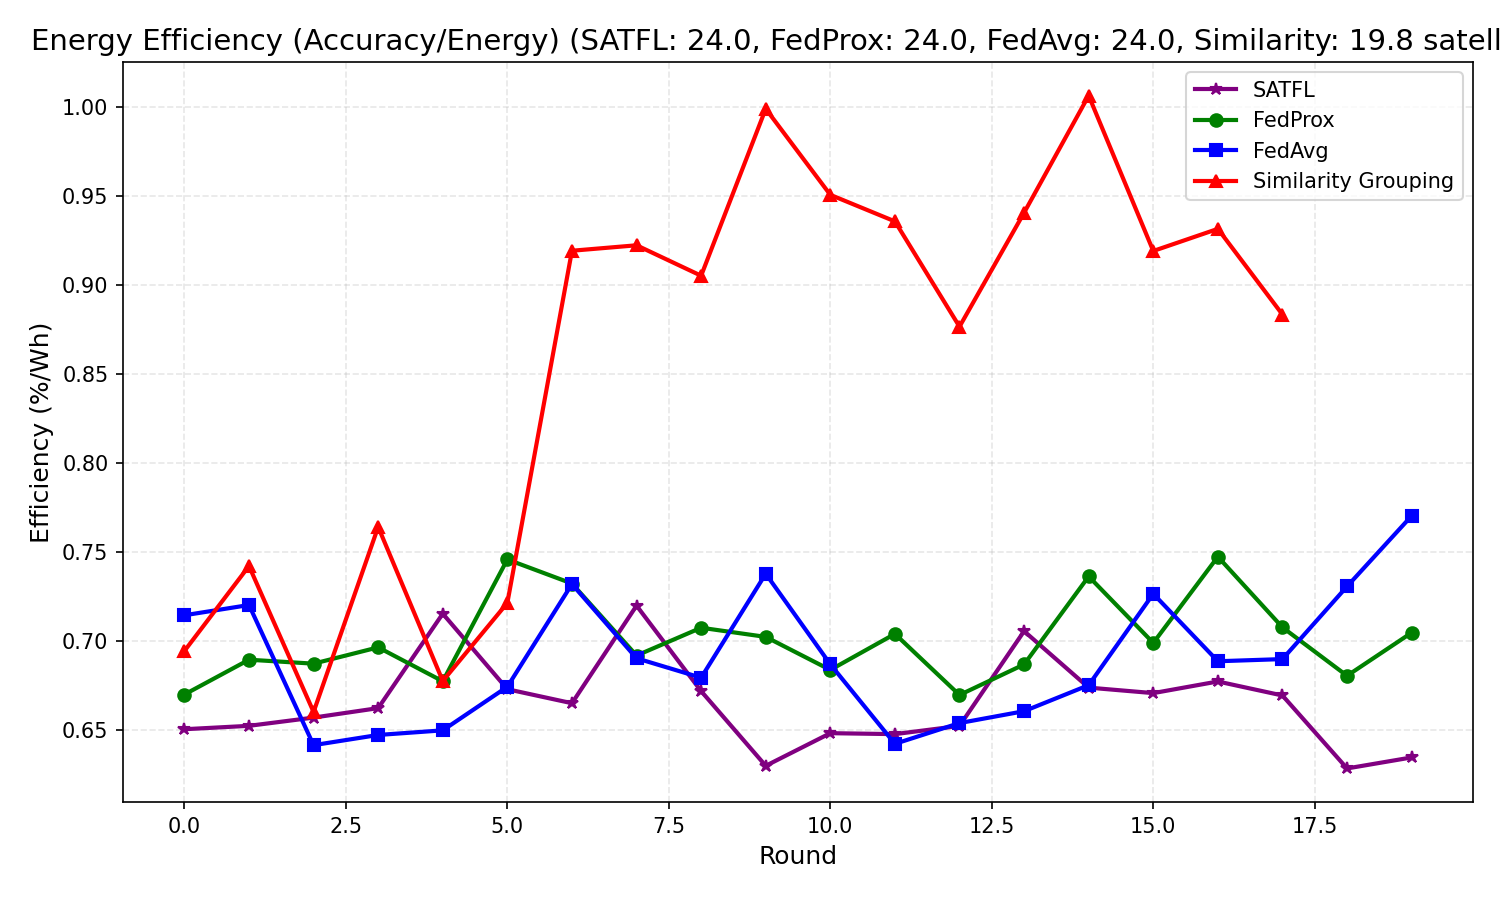 Energy Efficiency (Accuracy/Energy) (SATFL: 24.0, FedProx: 24.0, FedAvg: 24.0, Similarity: 19.8 satell
SATFL
FedProx
FedAvg
Similarity Grouping
Efficiency (%/Wh)
1.00
0.95
0.90
0.85
0.80
0.75
0.70
0.65
0.0 2.5 5.0 7.5 10.0 12.5 15.0 17.5
Round